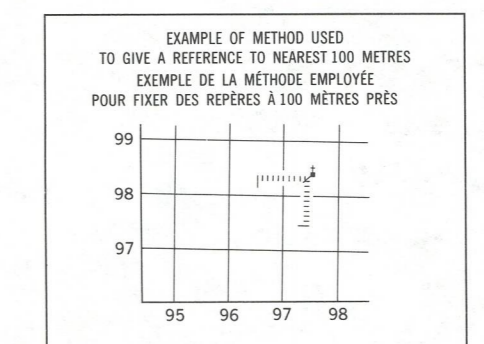 EXAMPLE OF METHOD USED
TO GIVE A REFERENCE TO NEAREST 100 METRES
EXEMPLE DE LA MÉTHODE EMPLOYÉE
POUR FIXER DES REPÈRES À 100 MÈTRES PRÈS
99
98
97
95 96 97 98